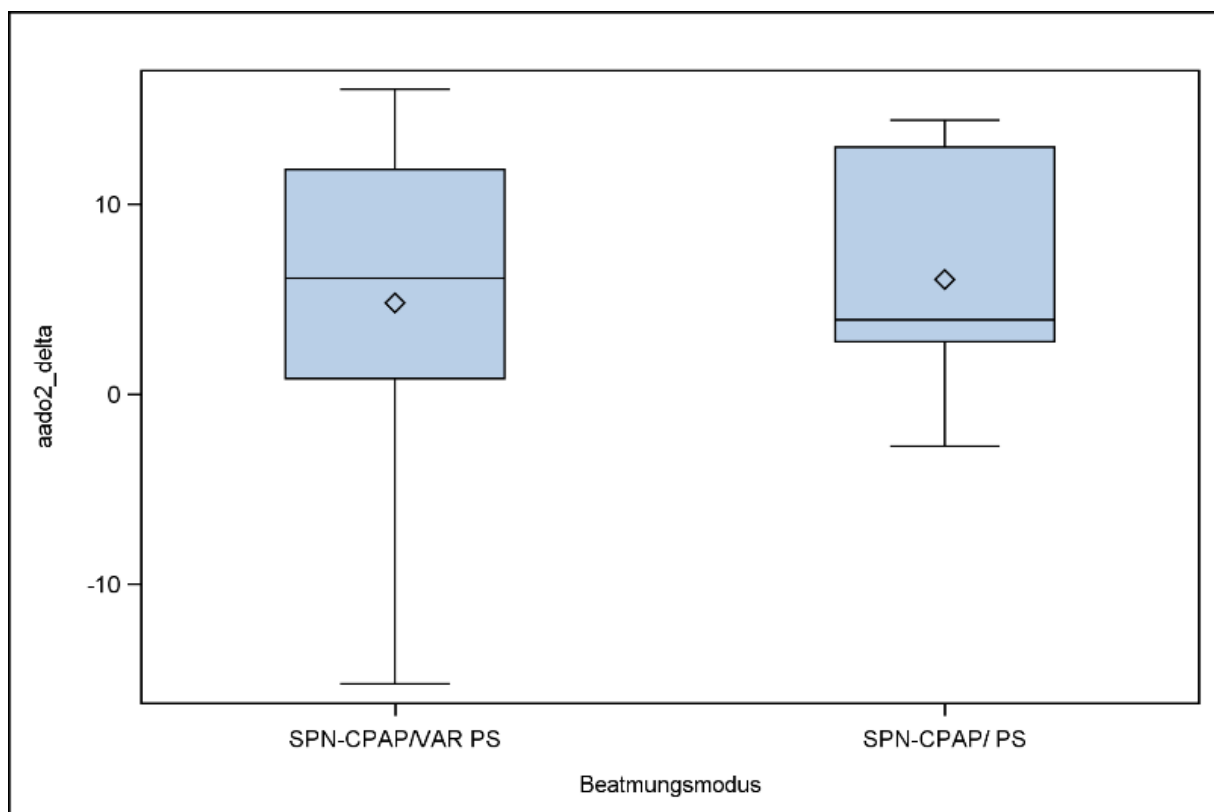 10
0
-10
aado2_delta
SPN-CPAP/VAR PS
SPN-CPAP/ PS
Beatmungsmodus